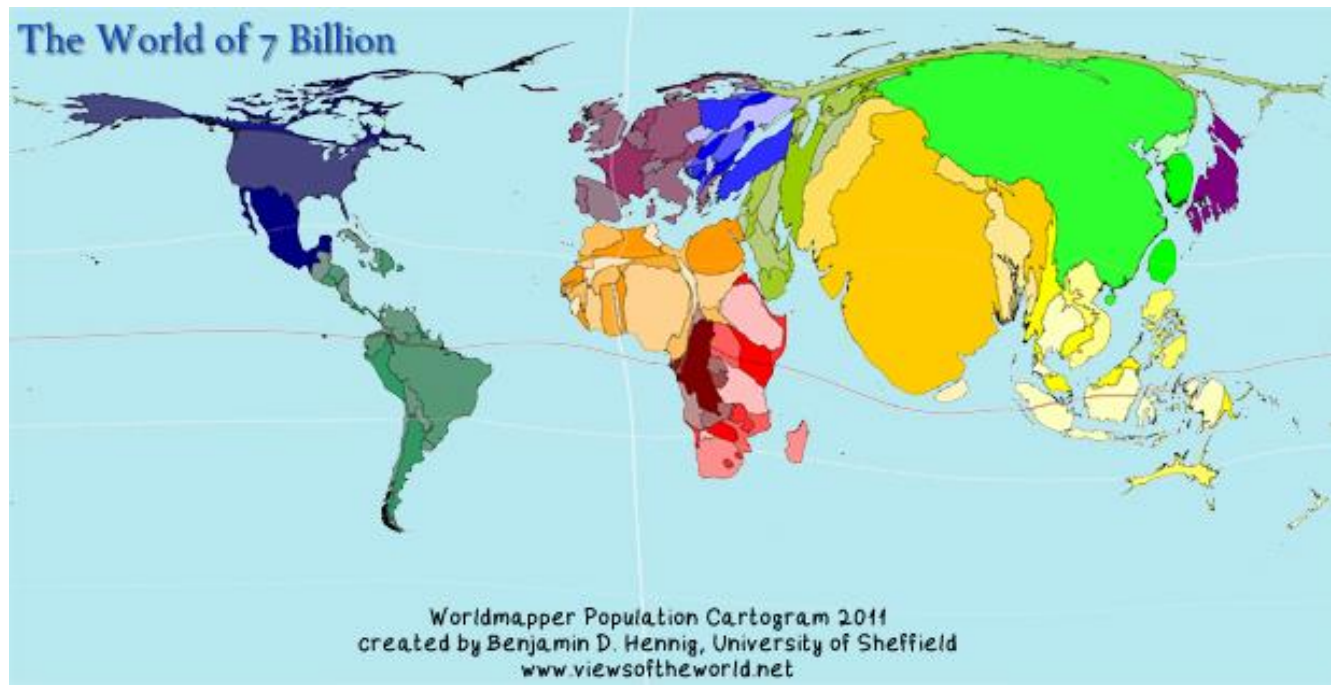 The World of 7 Billion
Worldmapper Population Cartogram 2011
created by Benjamin D. Hennig, University of Sheffield
www.viewsoftheworld.net